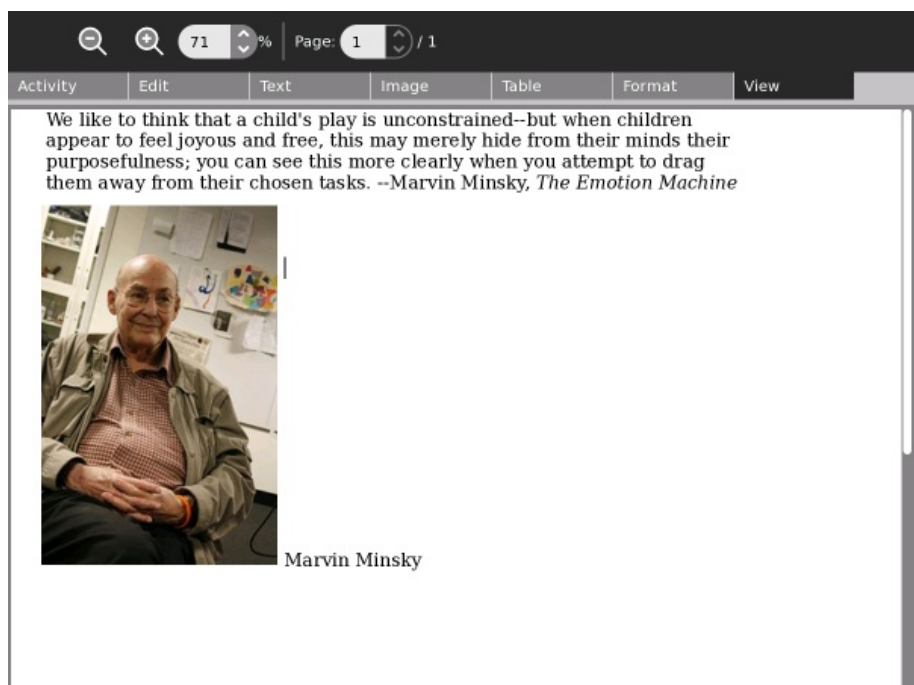 71 % Page: 1 / 1
Activity Edit Text Image Table Format View
We like to think that a child's play is unconstrained--but when children
appear to feel joyous and free, this may merely hide from their minds their
purposefulness; you can see this more clearly when you attempt to drag
them away from their chosen tasks. --Marvin Minsky, The Emotion Machine
Marvin Minsky